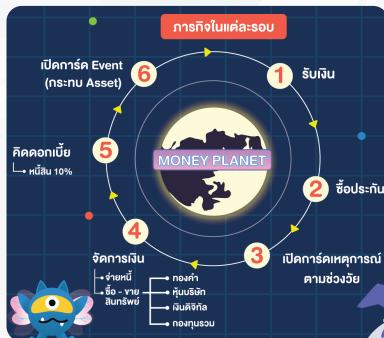 ภารกิจในแต่ละรอบ
1 รับเงิน
2 ซื้อประกัน
3 เปิดการ์ดเหตุการณ์
ตามช่วงวัย
4
จัดการเงิน
จ่ายหนี้
ซื้อ - ขาย
สินทรัพย์
ทองคำ
หุ้นบริษัท
เงินดิจิทัล
กองทุนรวม
5
คิดดอกเบี้ย
หนี้สิน 10%
6
เปิดการ์ด Event
(กระทบ Asset)
MONEY PLANET